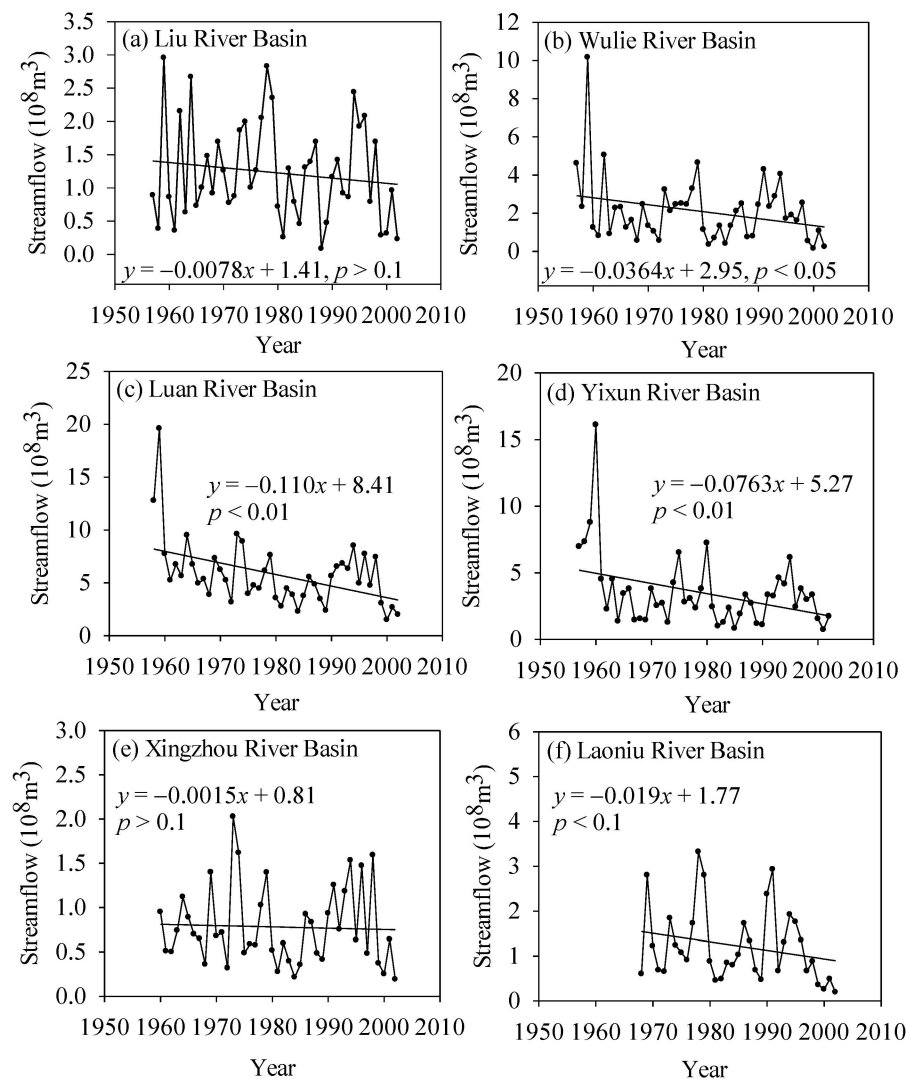 (a) Liu River Basin
Streamflow (10⁸m³)
3.5
3.0
2.5
2.0
1.5
1.0
0.5
0.0
y = −0.0078x + 1.41, p > 0.1
1950 1960 1970 1980 1990 2000 2010
Year
(b) Wulie River Basin
Streamflow (10⁸m³)
12
10
8
6
4
2
0
y = −0.0364x + 2.95, p < 0.05
1950 1960 1970 1980 1990 2000 2010
Year
(c) Luan River Basin
Streamflow (10⁸m³)
25
20
15
10
5
0
y = −0.110x + 8.41
p < 0.01
1950 1960 1970 1980 1990 2000 2010
Year
(d) Yixun River Basin
Streamflow (10⁸m³)
20
15
10
5
0
y = −0.0763x + 5.27
p < 0.01
1950 1960 1970 1980 1990 2000 2010
Year
(e) Xingzhou River Basin
Streamflow (10⁸m³)
3.0
2.5
2.0
1.5
1.0
0.5
0.0
y = −0.0015x + 0.81
p > 0.1
1950 1960 1970 1980 1990 2000 2010
Year
(f) Laoniu River Basin
Streamflow (10⁸m³)
6
5
4
3
2
1
0
y = −0.019x + 1.77
p < 0.1
1950 1960 1970 1980 1990 2000 2010
Year